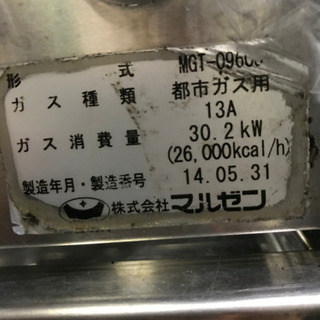 形 式 MGT-096
ガス種類 都市ガス用
13A
ガス消費量 30.2 kW
(26,000kcal/h)
製造年月・製造番号 14.05.31
株式会社マルゼン